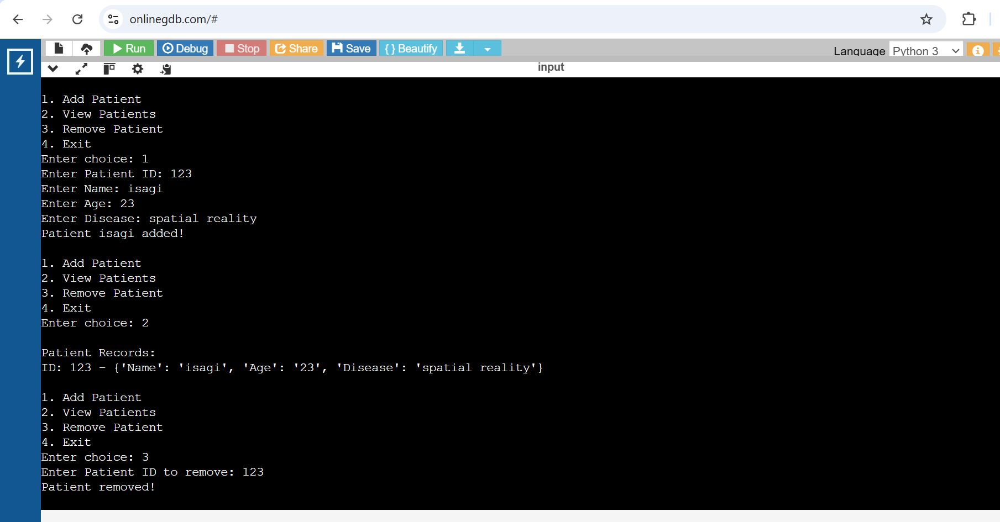 onlinegdb.com/#
Run Debug Stop Share Save { } Beautify
Language Python 3
input
1. Add Patient
2. View Patients
3. Remove Patient
4. Exit
Enter choice: 1
Enter Patient ID: 123
Enter Name: isagi
Enter Age: 23
Enter Disease: spatial reality
Patient isagi added!
1. Add Patient
2. View Patients
3. Remove Patient
4. Exit
Enter choice: 2
Patient Records:
ID: 123 - {'Name': 'isagi', 'Age': '23', 'Disease': 'spatial reality'}
1. Add Patient
2. View Patients
3. Remove Patient
4. Exit
Enter choice: 3
Enter Patient ID to remove: 123
Patient removed!